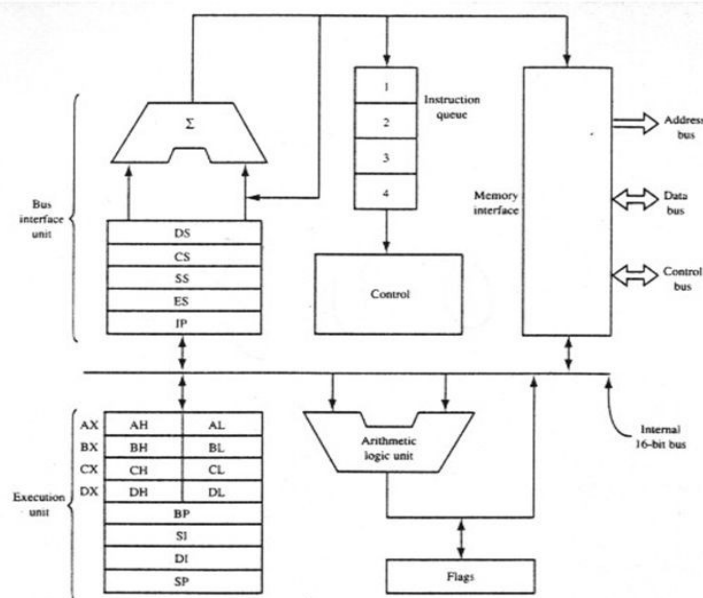 Σ
1
2
3
4
Instruction
queue
Address
bus
Bus
interface
unit
Memory
interface
Data
bus
DS
CS
SS
ES
IP
Control
Control
bus
AX AH AL
BX BH BL
CX CH CL
DX DH DL
BP
SI
DI
SP
Execution
unit
Arithmetic
logic unit
Internal
16-bit bus
Flags